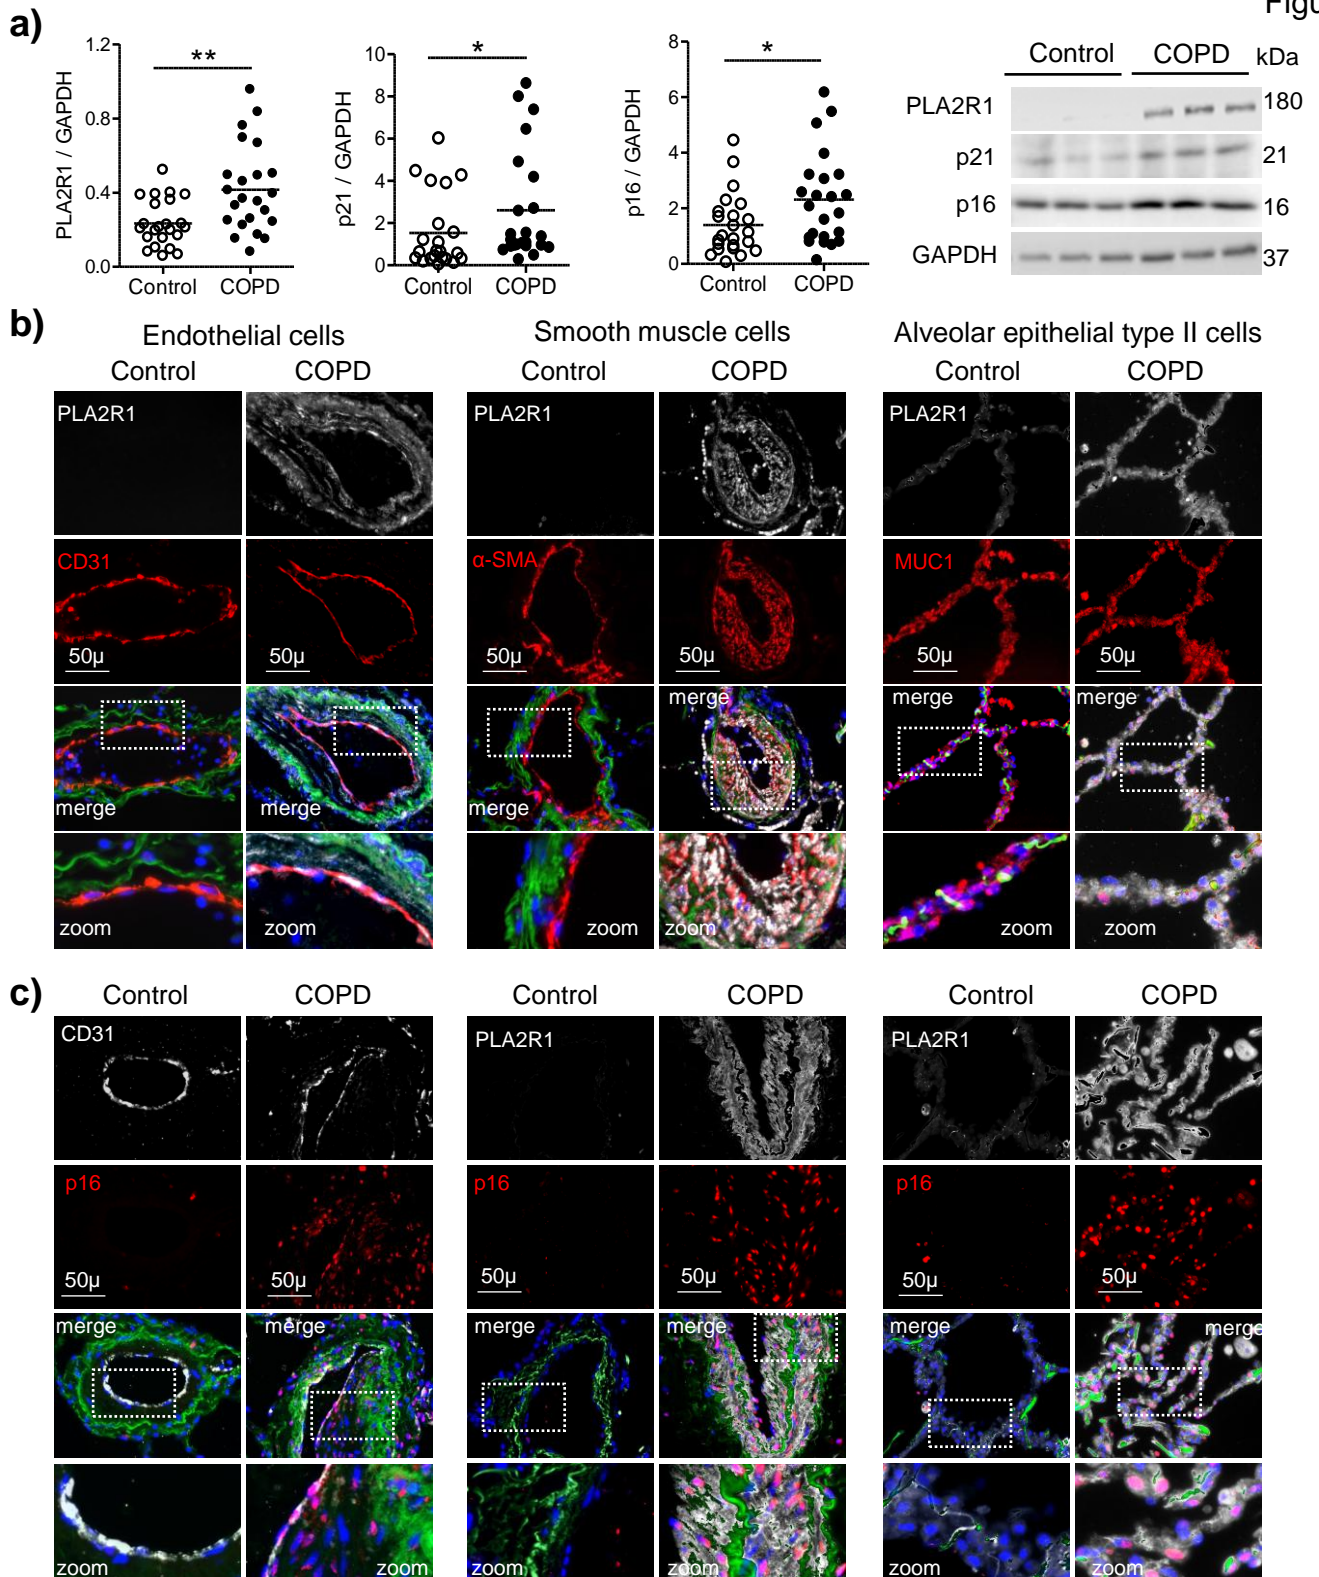 Figu
a)
PLA2R1 / GAPDH
1.2
0.8
0.4
0.0
**
Control COPD
p21 / GAPDH
10
8
6
4
2
0
*
Control COPD
p16 / GAPDH
8
6
4
2
0
*
Control COPD
Control COPD kDa
PLA2R1 180
p21 21
p16 16
GAPDH 37
b)
Endothelial cells Smooth muscle cells Alveolar epithelial type II cells
Control COPD Control COPD Control COPD
PLA2R1 PLA2R1 PLA2R1
CD31 α-SMA MUC1
50µ 50µ 50µ 50µ 50µ 50µ
merge merge merge merge merge merge
zoom zoom zoom zoom zoom zoom
c)
Control COPD Control COPD Control COPD
CD31 PLA2R1 PLA2R1
p16 p16 p16
50µ 50µ 50µ 50µ 50µ 50µ
merge merge merge merge merge merge
zoom zoom zoom zoom zoom zoom